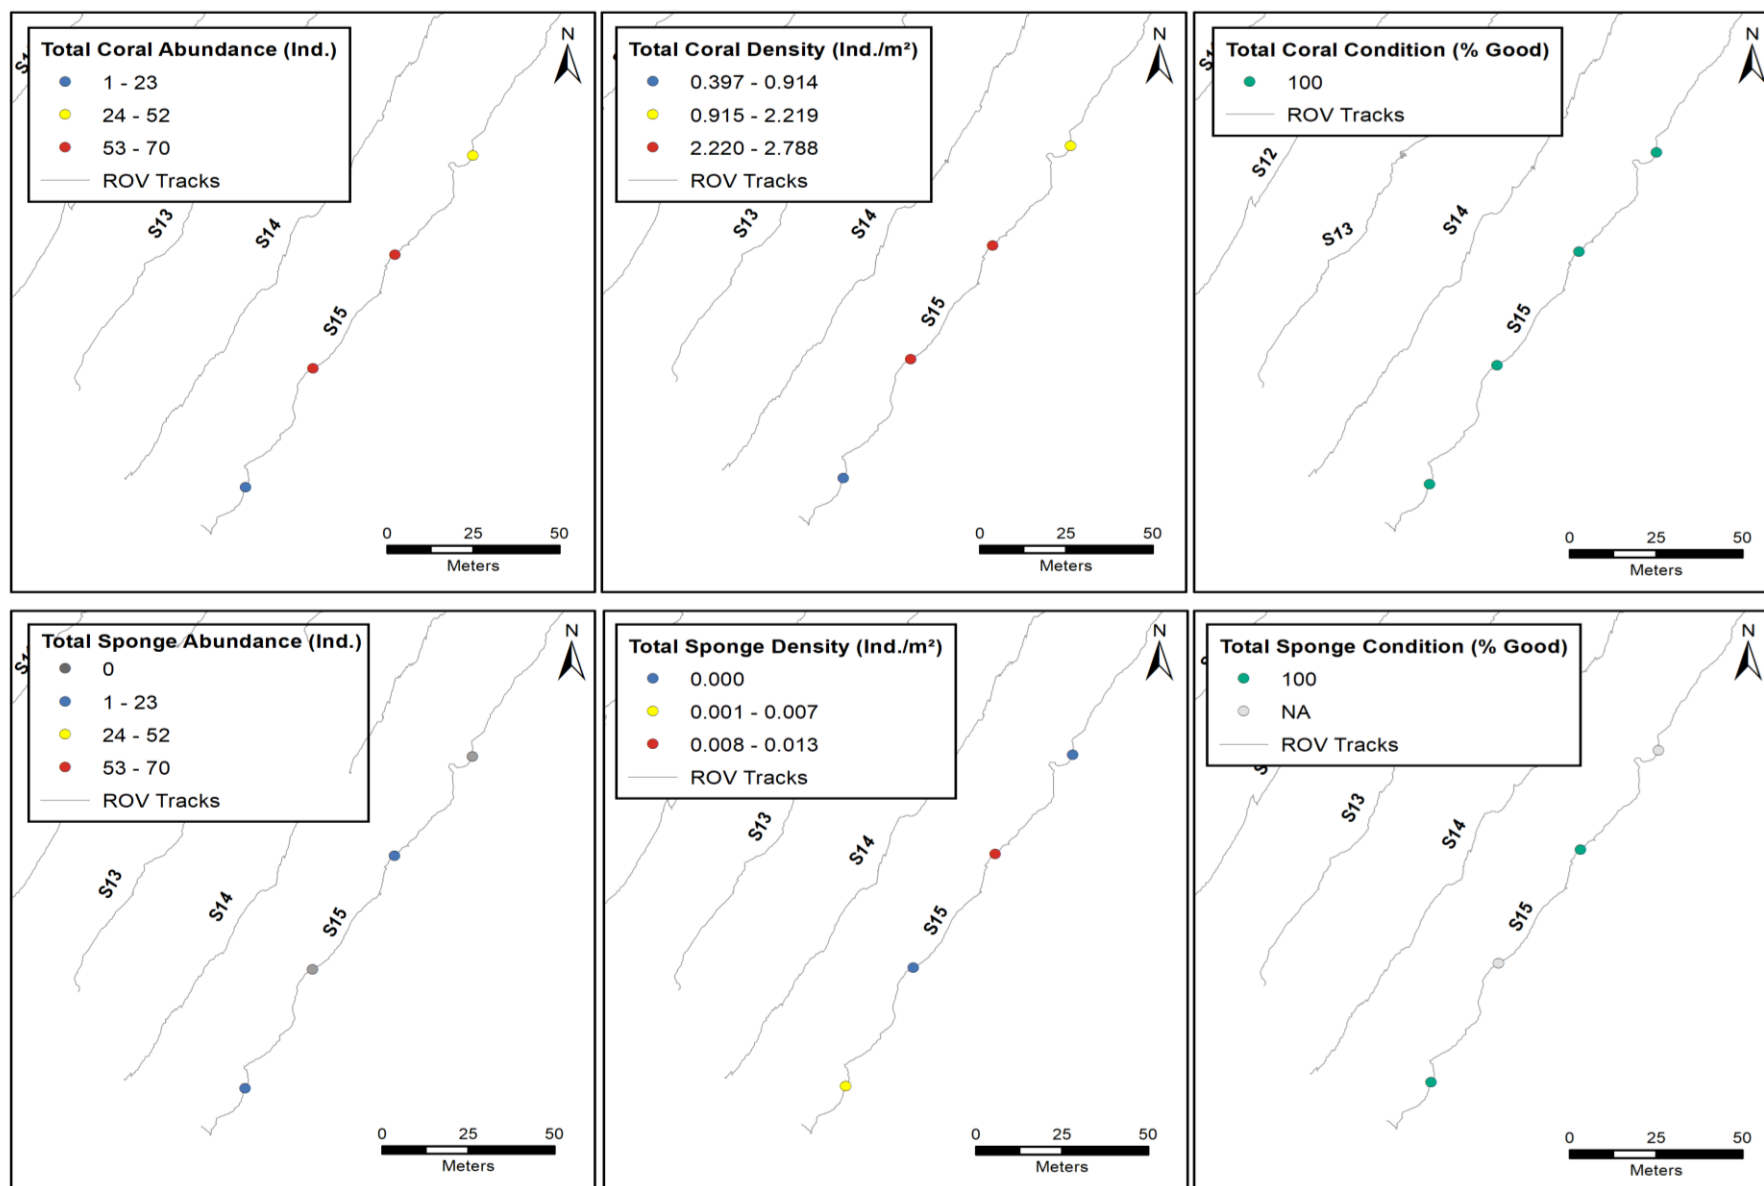 Total Coral Abundance (Ind.)
1 - 23
24 - 52
53 - 70
ROV Tracks
N
S13
S14
S15
0 25 50
Meters
Total Coral Density (Ind./m²)
0.397 - 0.914
0.915 - 2.219
2.220 - 2.788
ROV Tracks
N
S13
S14
S15
0 25 50
Meters
Total Coral Condition (% Good)
100
ROV Tracks
N
S12
S13
S14
S15
0 25 50
Meters
Total Sponge Abundance (Ind.)
0
1 - 23
24 - 52
53 - 70
ROV Tracks
N
S13
S14
S15
0 25 50
Meters
Total Sponge Density (Ind./m²)
0.000
0.001 - 0.007
0.008 - 0.013
ROV Tracks
N
S13
S14
S15
0 25 50
Meters
Total Sponge Condition (% Good)
100
NA
ROV Tracks
N
S13
S14
S15
0 25 50
Meters